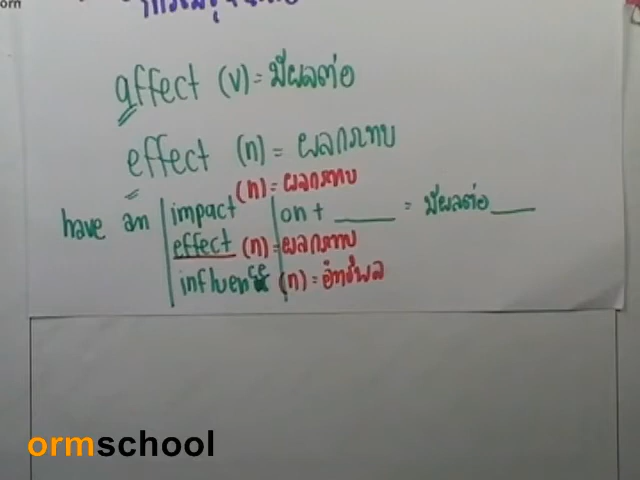 orn
affect (v) = มีผลต่อ
effect (n) = ผลกระทบ
have an impact (n) = ผลกระทบ on + ____ = มีผลต่อ ____
effect (n) = ผลกระทบ
influence (n) = อิทธิพล
ormschool